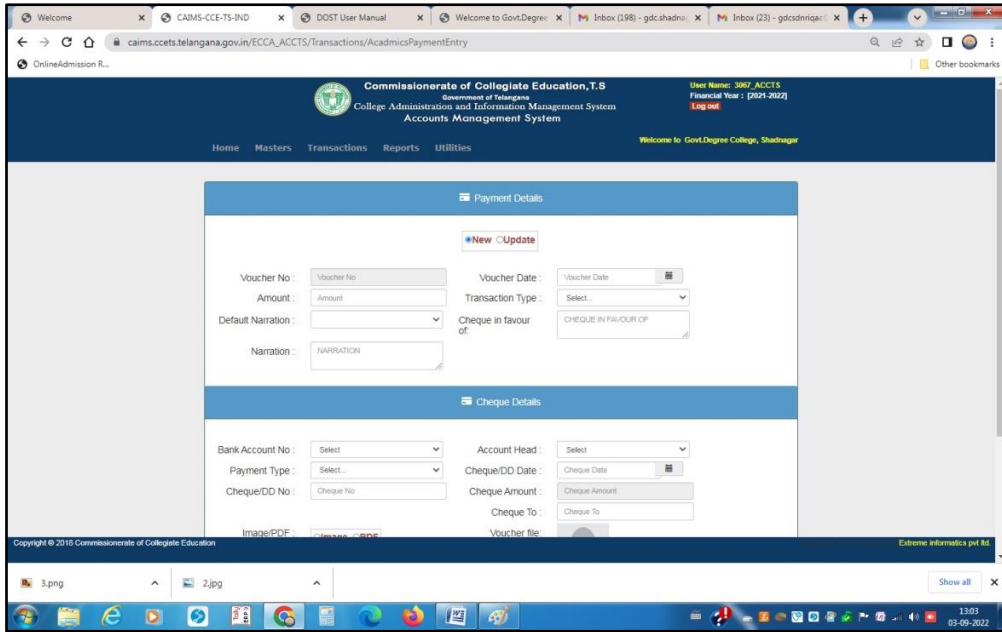 Welcome
CAIMS-CCE-TS-IND
DOST User Manual
Welcome to Govt.Degree
Inbox (198) - gdc.shadna
Inbox (23) - gdcsdnriqac
caims.ccets.telangana.gov.in/ECCA_ACCTS/Transactions/AcadmicsPaymentEntry
OnlineAdmission R...
Other bookmarks
Commissionerate of Collegiate Education,T.S
Government of Telangana
College Administration and Information Management System
Accounts Management System
User Name: 3067_ACCTS
Financial Year : [2021-2022]
Log out
Welcome to Govt.Degree College, Shadnagar
Home Masters Transactions Reports Utilities
Payment Details
New Update
Voucher No : Voucher No Voucher Date : Voucher Date
Amount : Amount Transaction Type : Select...
Default Narration : Cheque in favour of: CHEQUE IN FAVOUR OF
Narration : NARRATION
Cheque Details
Bank Account No : Select Account Head : Select
Payment Type : Select... Cheque/DD Date : Cheque Date
Cheque/DD No : Cheque No Cheque Amount : Cheque Amount
Cheque To : Cheque To
Image/PDF : Image PDF Voucher file:
Copyright © 2018 Commissionerate of Collegiate Education Extreme informatics pvt ltd.
3.png 2.jpg Show all
13:03
03-09-2022